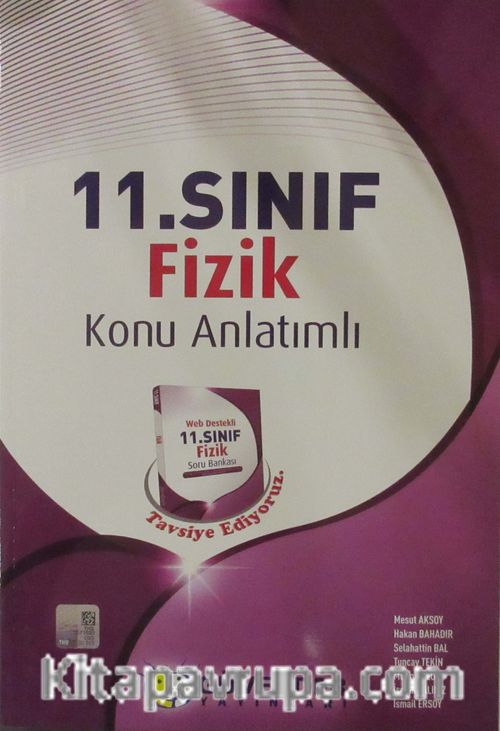 11.SINIF
Fizik
Konu Anlatımlı
Web Destekli
11.SINIF
Fizik
Soru Bankası
Tavsiye Ediyoruz.
Mesut AKSOY
Hakan BAHADIR
Selahattin BAL
Tuncay TEKİN
İsmail ERSOY
Kitapavrupa.com
YAYINLARI